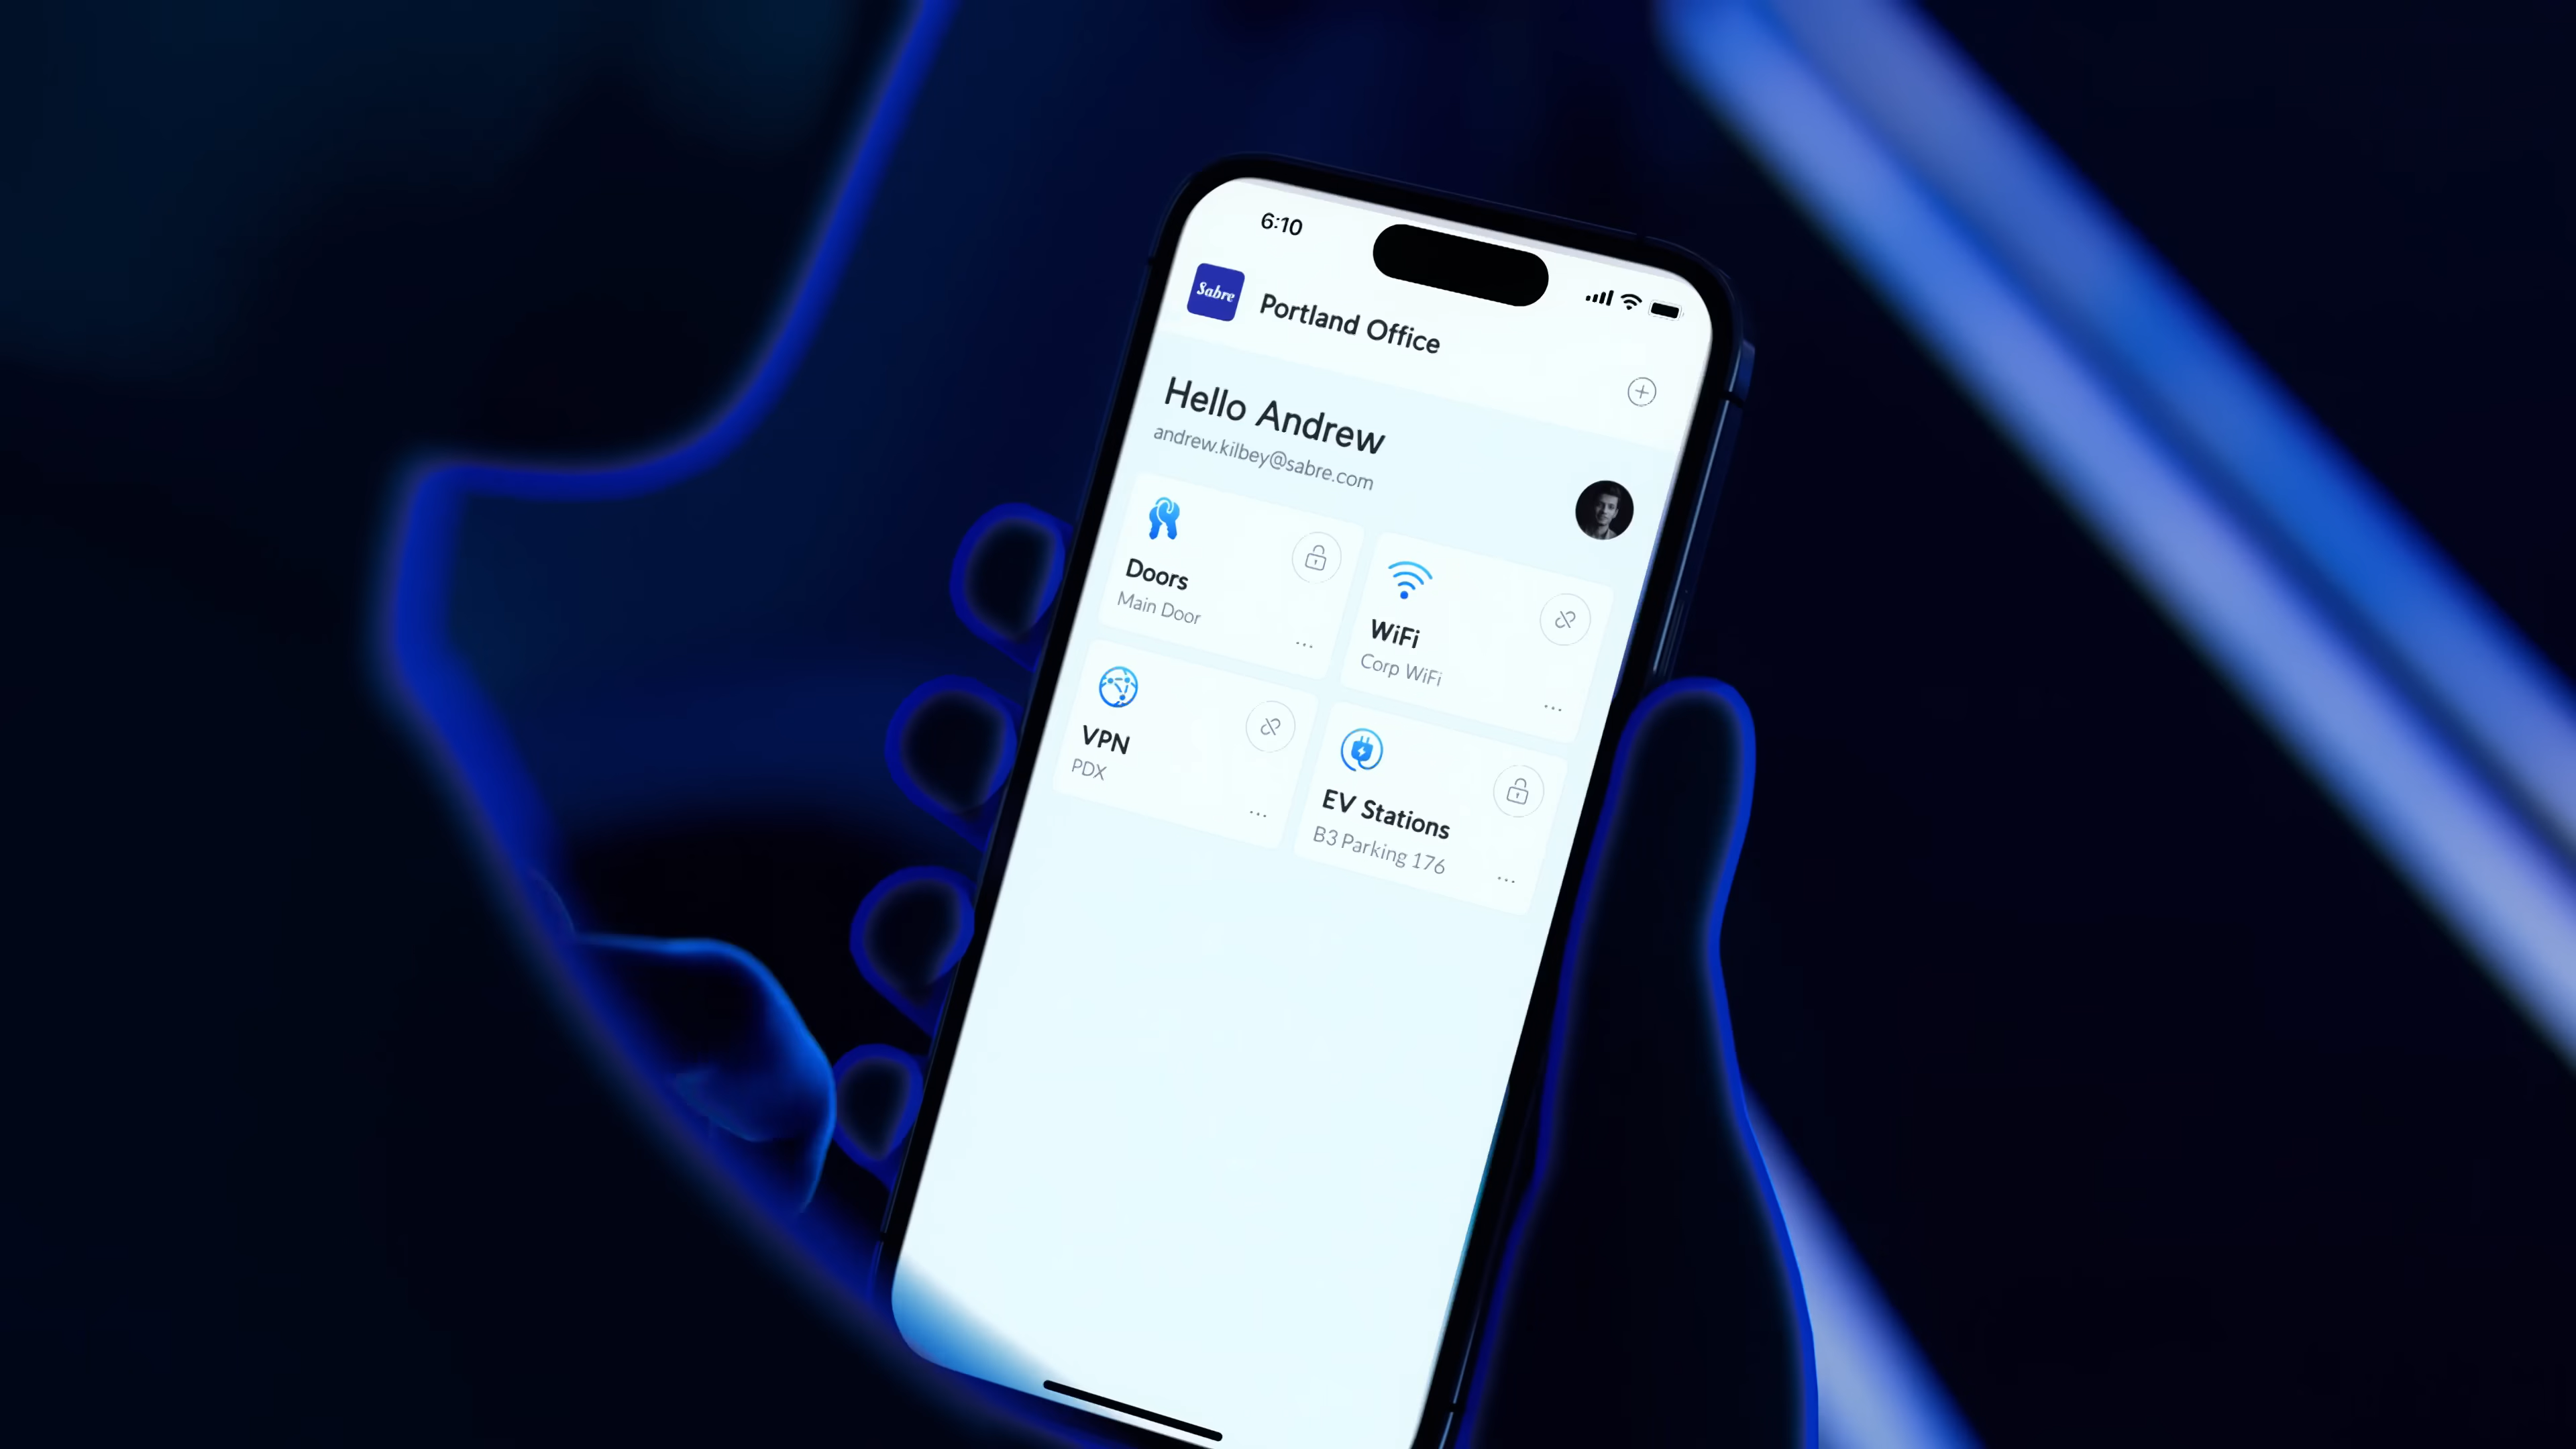 6:10
Sabre
Portland Office
Hello Andrew
andrew.kilbey@sabre.com
Doors
Main Door
...
WiFi
Corp WiFi
...
VPN
PDX
...
EV Stations
B3 Parking 176
...